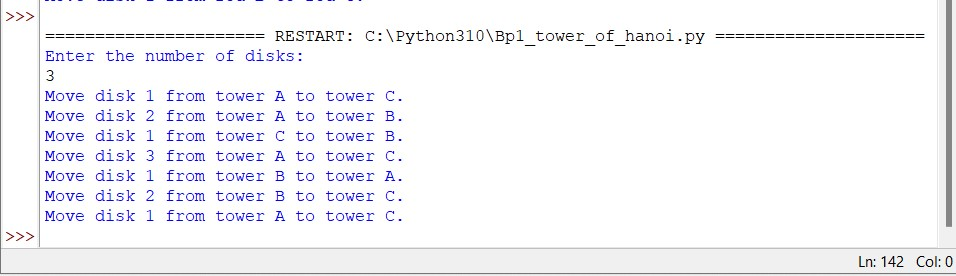 >>>
====================== RESTART: C:\Python310\Bp1_tower_of_hanoi.py =====================
Enter the number of disks:
3
Move disk 1 from tower A to tower C.
Move disk 2 from tower A to tower B.
Move disk 1 from tower C to tower B.
Move disk 3 from tower A to tower C.
Move disk 1 from tower B to tower A.
Move disk 2 from tower B to tower C.
Move disk 1 from tower A to tower C.
>>>
Ln: 142 Col: 0